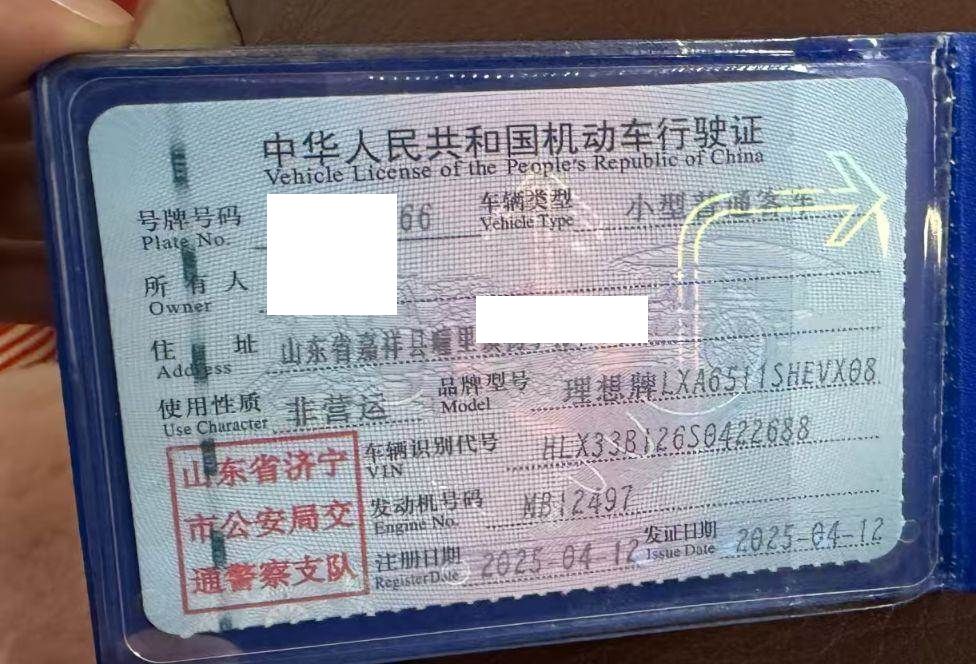 中华人民共和国机动车行驶证
Vehicle License of the People's Republic of China
号牌号码 66 车辆类型 小型普通客车
Plate No. Vehicle Type
所有人
Owner
住址 山东省嘉祥县疃里
Address
使用性质 非营运 品牌型号 理想牌LXA6511SHEVX08
Use Character Model
山东省济宁
市公安局交
通警察支队
车辆识别代号 HLX33B126S0422688
VIN
发动机号码 MB12497
Engine No.
注册日期 2025-04-12 发证日期 2025-04-12
Register Date Issue Date